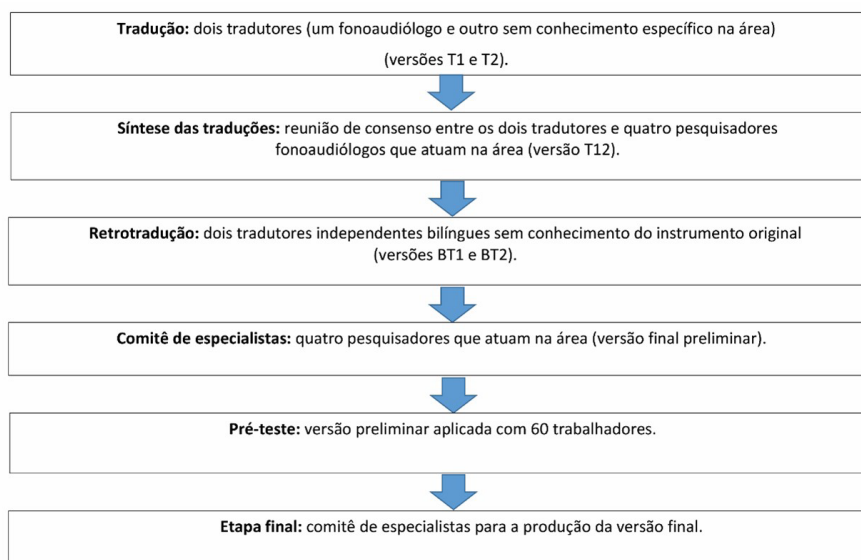 Tradução: dois tradutores (um fonoaudiólogo e outro sem conhecimento específico na área)
(versões T1 e T2).
Síntese das traduções: reunião de consenso entre os dois tradutores e quatro pesquisadores
fonoaudiólogos que atuam na área (versão T12).
Retrotradução: dois tradutores independentes bilíngues sem conhecimento do instrumento original
(versões BT1 e BT2).
Comitê de especialistas: quatro pesquisadores que atuam na área (versão final preliminar).
Pré-teste: versão preliminar aplicada com 60 trabalhadores.
Etapa final: comitê de especialistas para a produção da versão final.